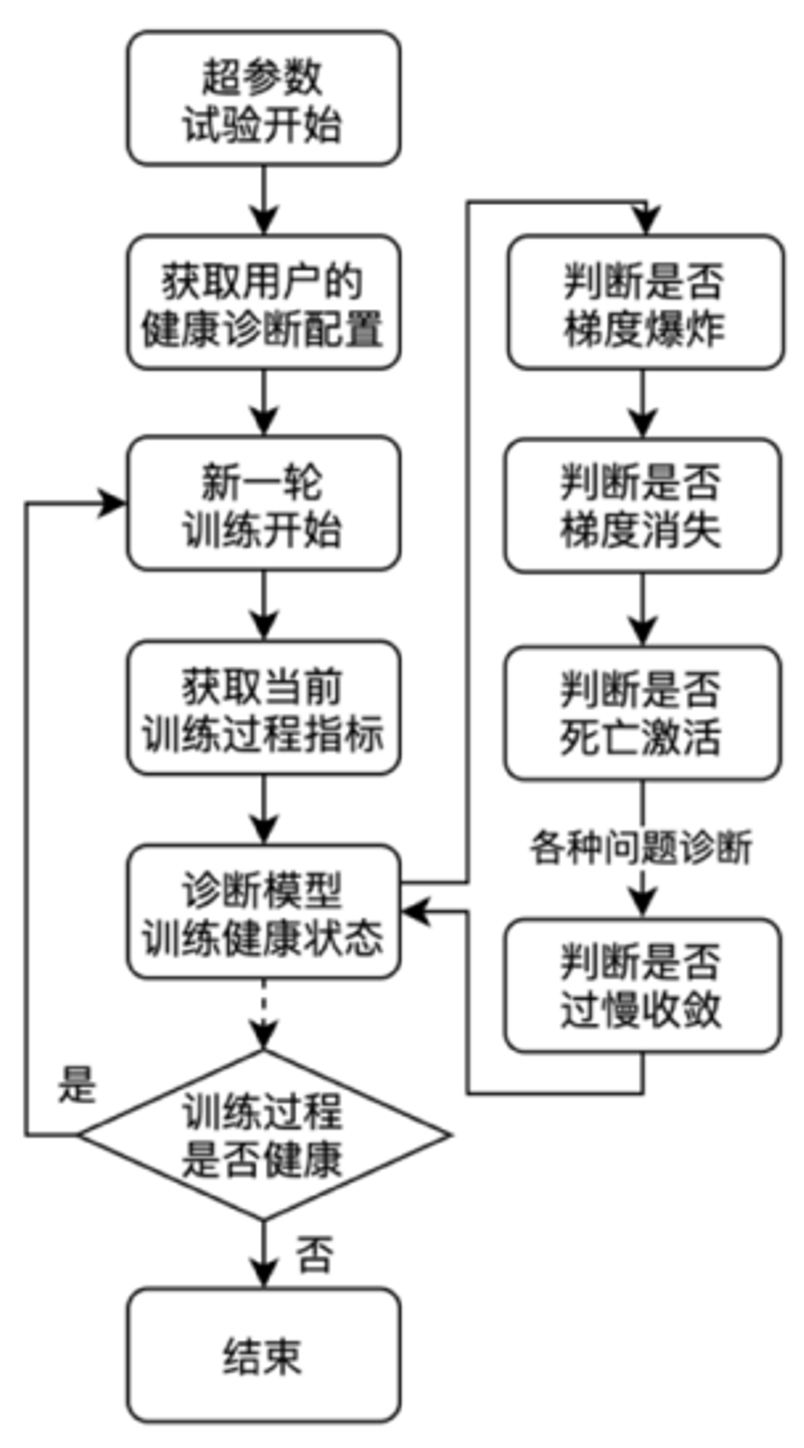 超参数
试验开始
获取用户的
健康诊断配置
新一轮
训练开始
获取当前
训练过程指标
诊断模型
训练健康状态
训练过程
是否健康
是
否
结束
判断是否
梯度爆炸
判断是否
梯度消失
判断是否
死亡激活
各种问题诊断
判断是否
过慢收敛